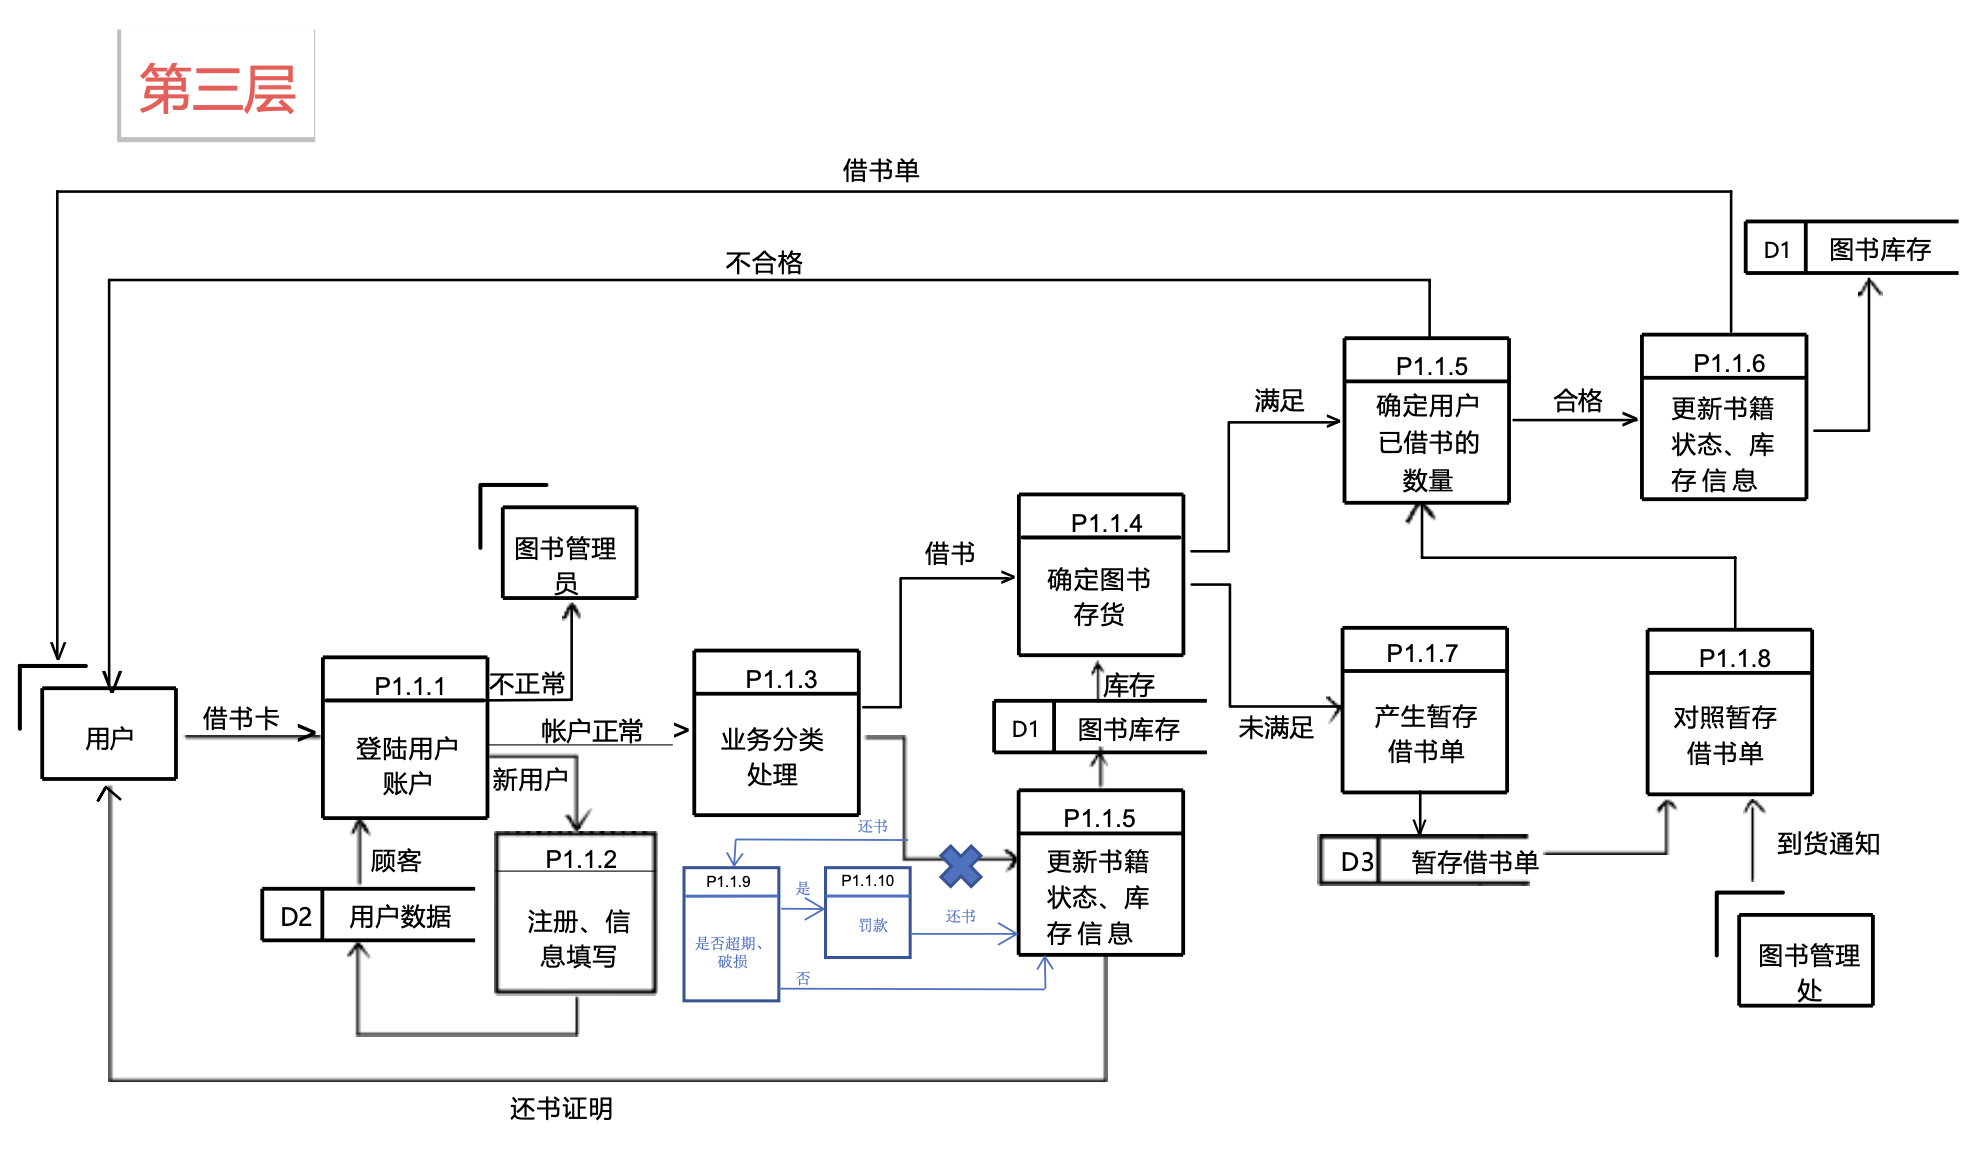 第三层
借书单
不合格
D1
图书库存
P1.1.5
确定用户
已借书的
数量
合格
P1.1.6
更新书籍
状态、库
存信息
满足
图书管理
员
P1.1.4
确定图书
存货
借书
用户
借书卡
P1.1.1
登陆用户
账户
不正常
帐户正常
新用户
P1.1.3
业务分类
处理
库存
D1
图书库存
未满足
P1.1.7
产生暂存
借书单
P1.1.8
对照暂存
借书单
顾客
D2
用户数据
P1.1.2
注册、信
息填写
还书
P1.1.9
是否超期、
破损
是
P1.1.10
罚款
还书
否
P1.1.5
更新书籍
状态、库
存信息
D3
暂存借书单
到货通知
图书管理
处
还书证明